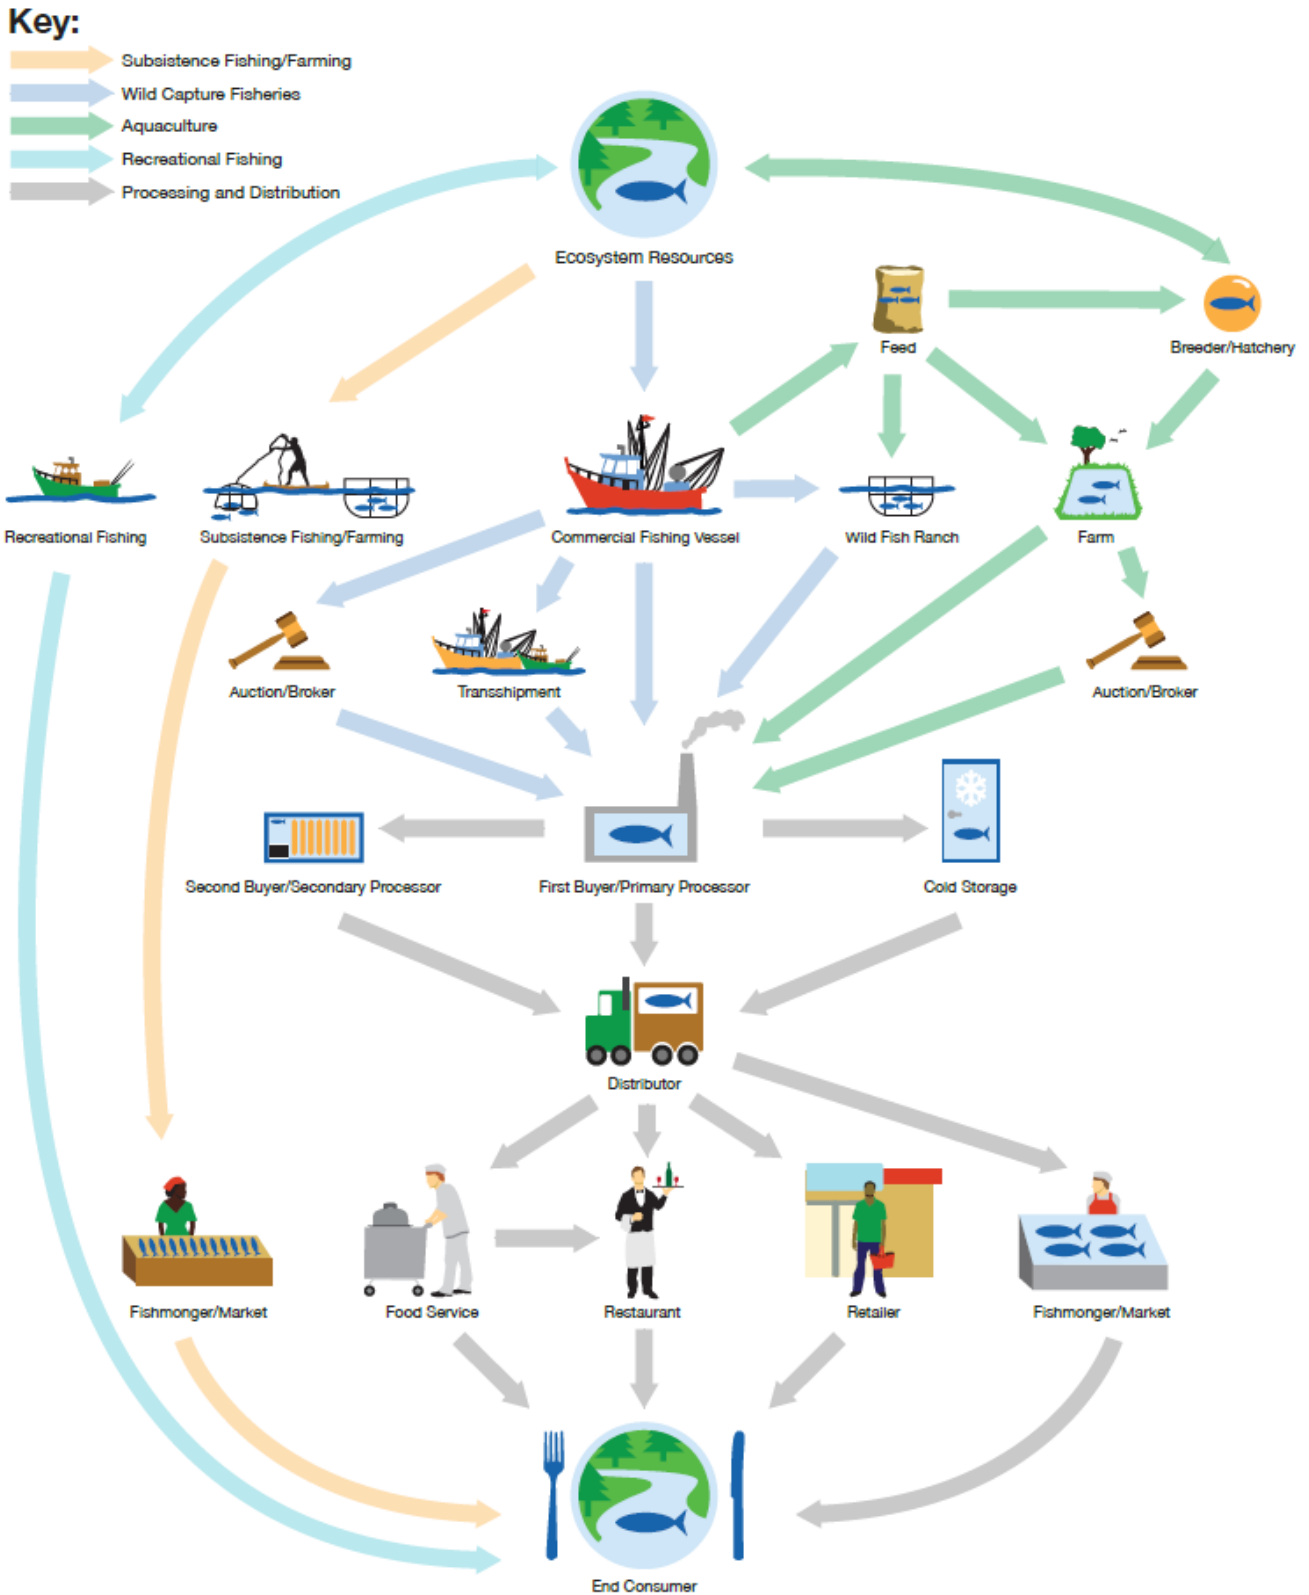 Key:
Subsistence Fishing/Farming
Wild Capture Fisheries
Aquaculture
Recreational Fishing
Processing and Distribution
Ecosystem Resources
Feed
Breeder/Hatchery
Recreational Fishing
Subsistence Fishing/Farming
Commercial Fishing Vessel
Wild Fish Ranch
Farm
Auction/Broker
Transshipment
Auction/Broker
Second Buyer/Secondary Processor
First Buyer/Primary Processor
Cold Storage
Distributor
Fishmonger/Market
Food Service
Restaurant
Retailer
Fishmonger/Market
End Consumer